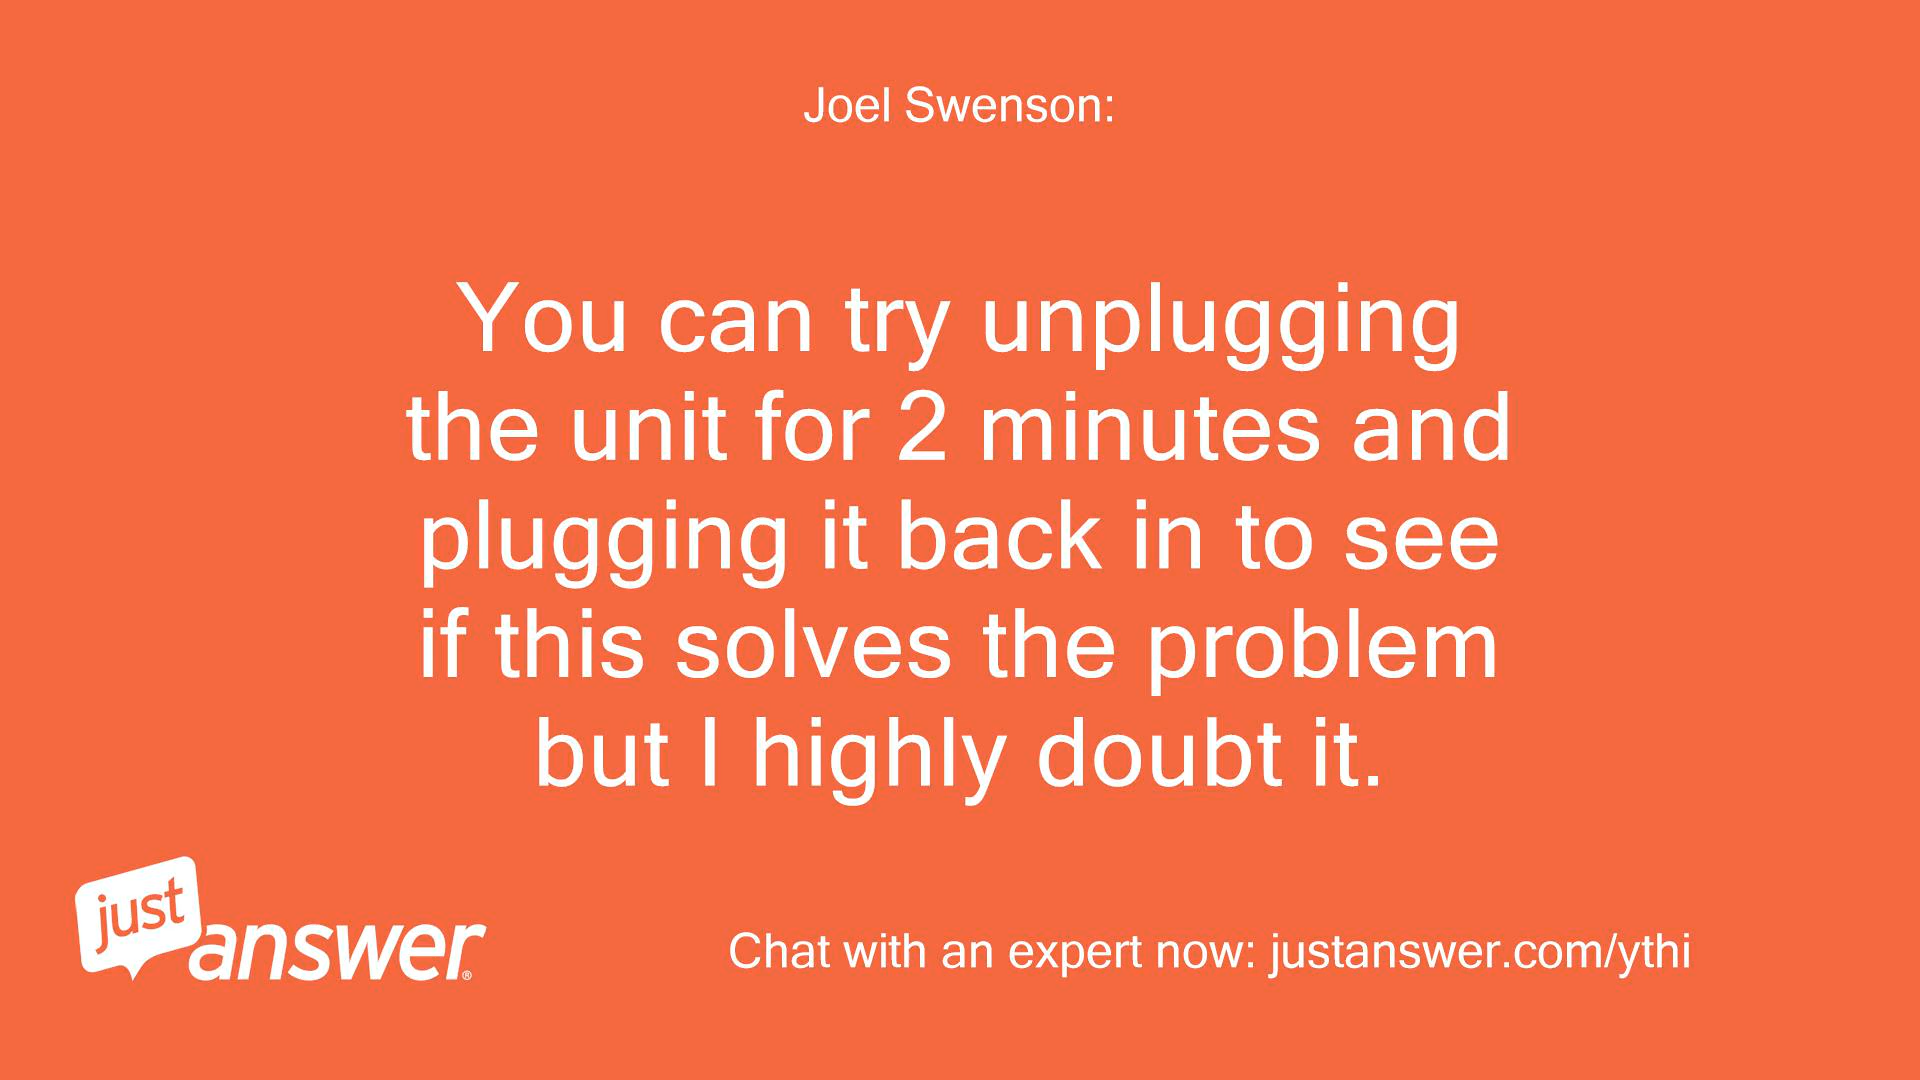 Joel Swenson:
You can try unplugging
the unit for 2 minutes and
plugging it back in to see
if this solves the problem
but I highly doubt it.
just
answer®
Chat with an expert now: justanswer.com/ythi